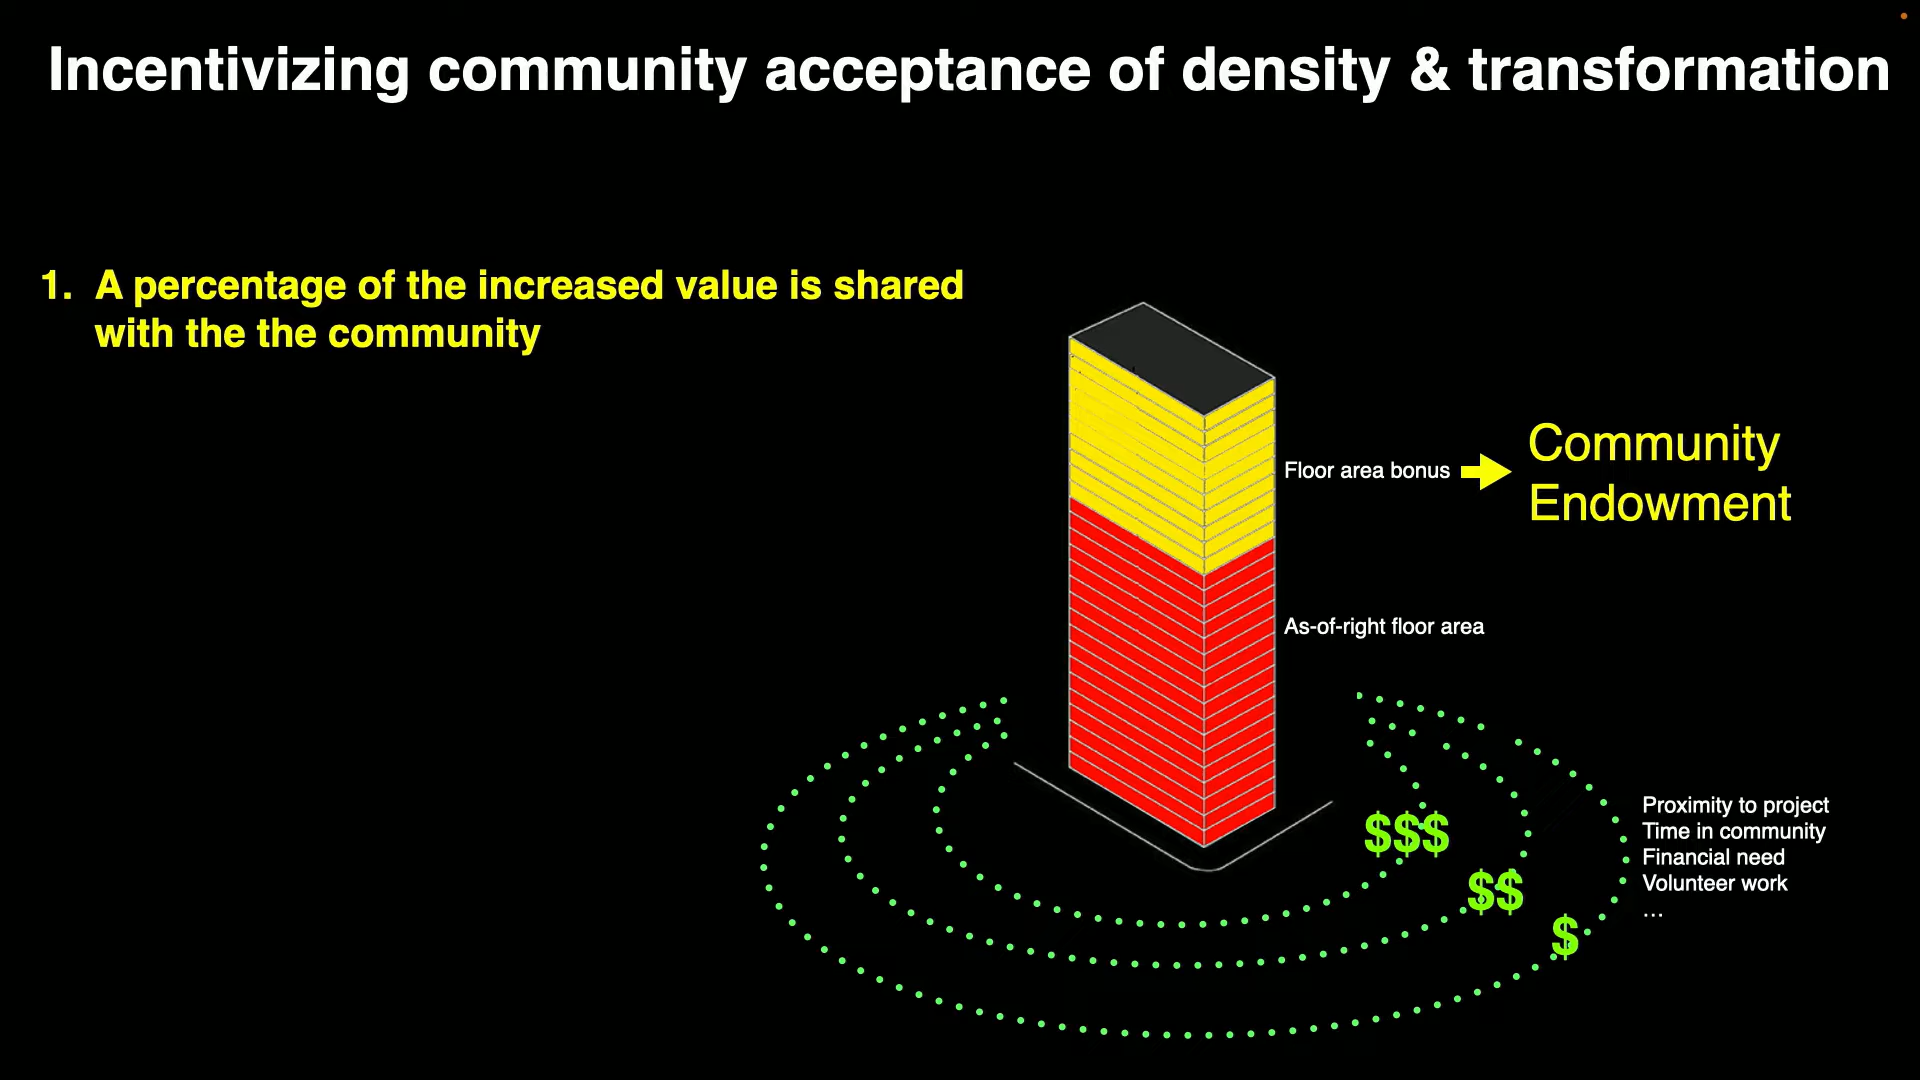 Incentivizing community acceptance of density & transformation
1. A percentage of the increased value is shared
with the the community
Floor area bonus
Community
Endowment
As-of-right floor area
$$$
$$
$
Proximity to project
Time in community
Financial need
Volunteer work
...